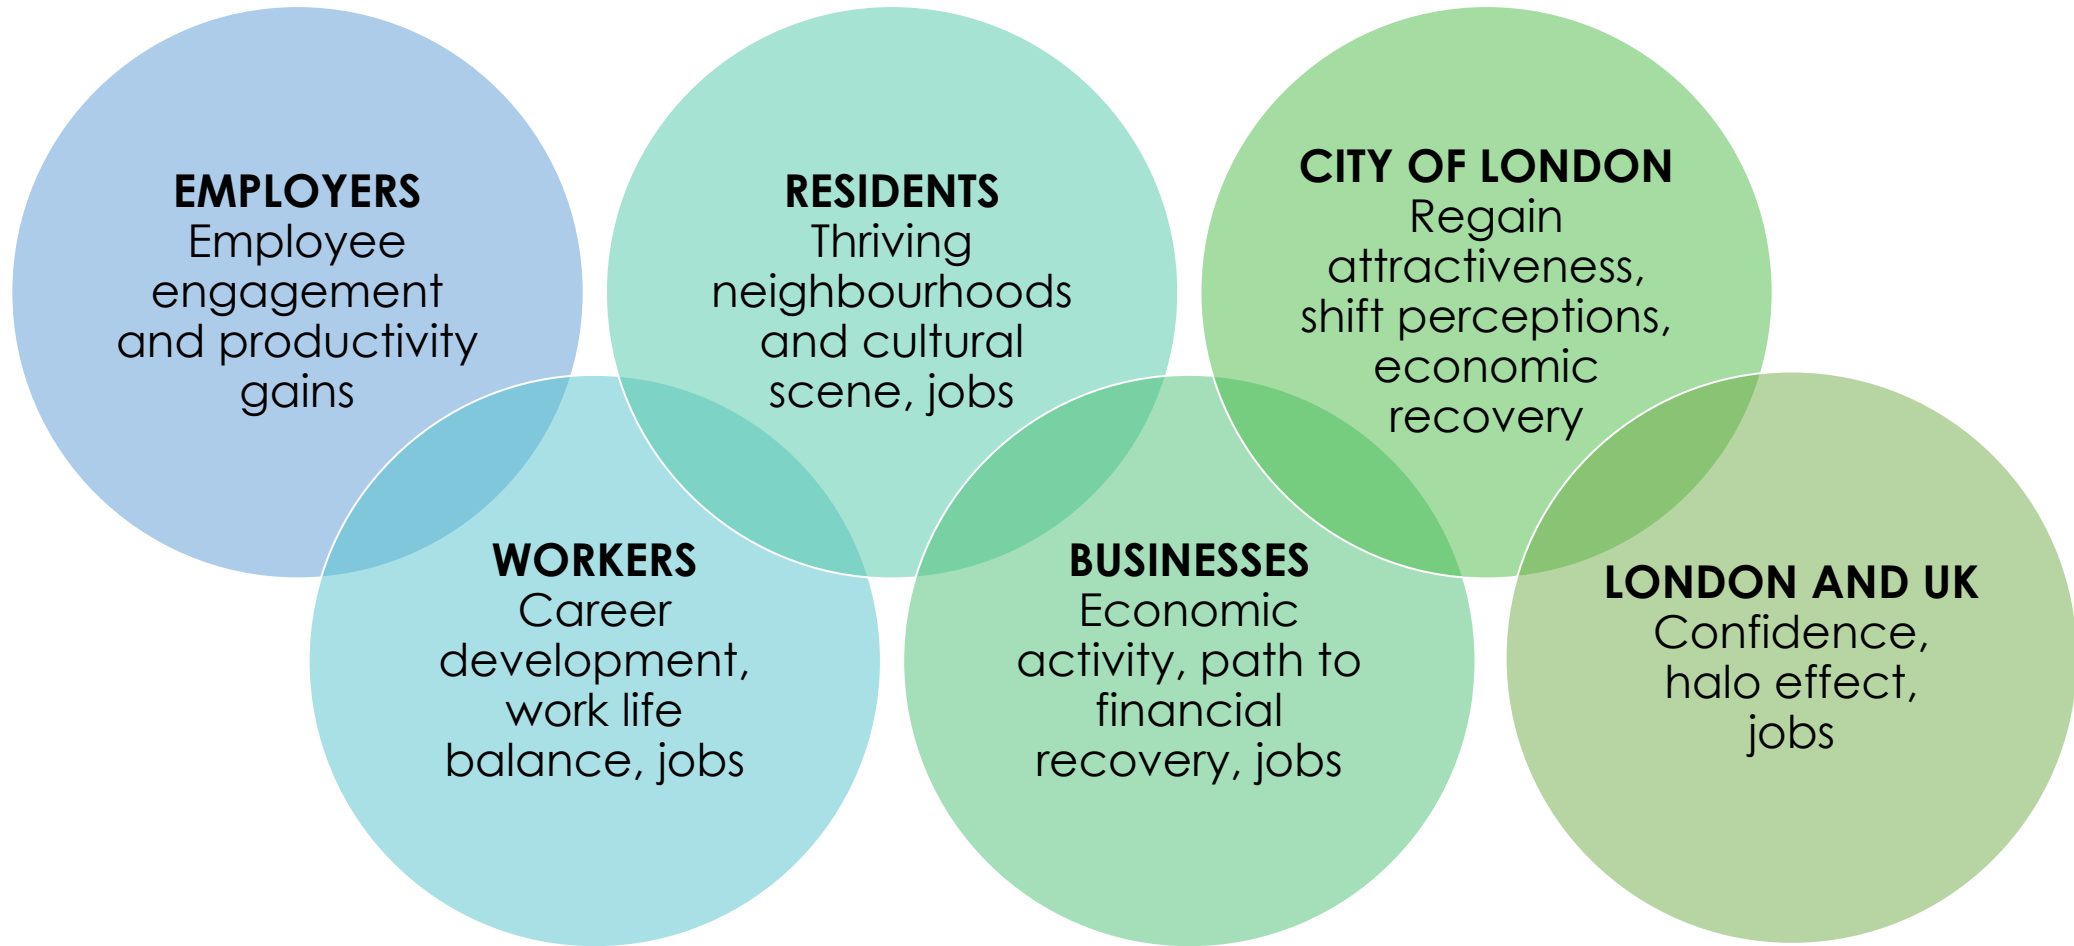 EMPLOYERS
Employee
engagement
and productivity
gains
WORKERS
Career
development,
work life
balance, jobs
RESIDENTS
Thriving
neighbourhoods
and cultural
scene, jobs
BUSINESSES
Economic
activity, path to
financial
recovery, jobs
CITY OF LONDON
Regain
attractiveness,
shift perceptions,
economic
recovery
LONDON AND UK
Confidence,
halo effect,
jobs